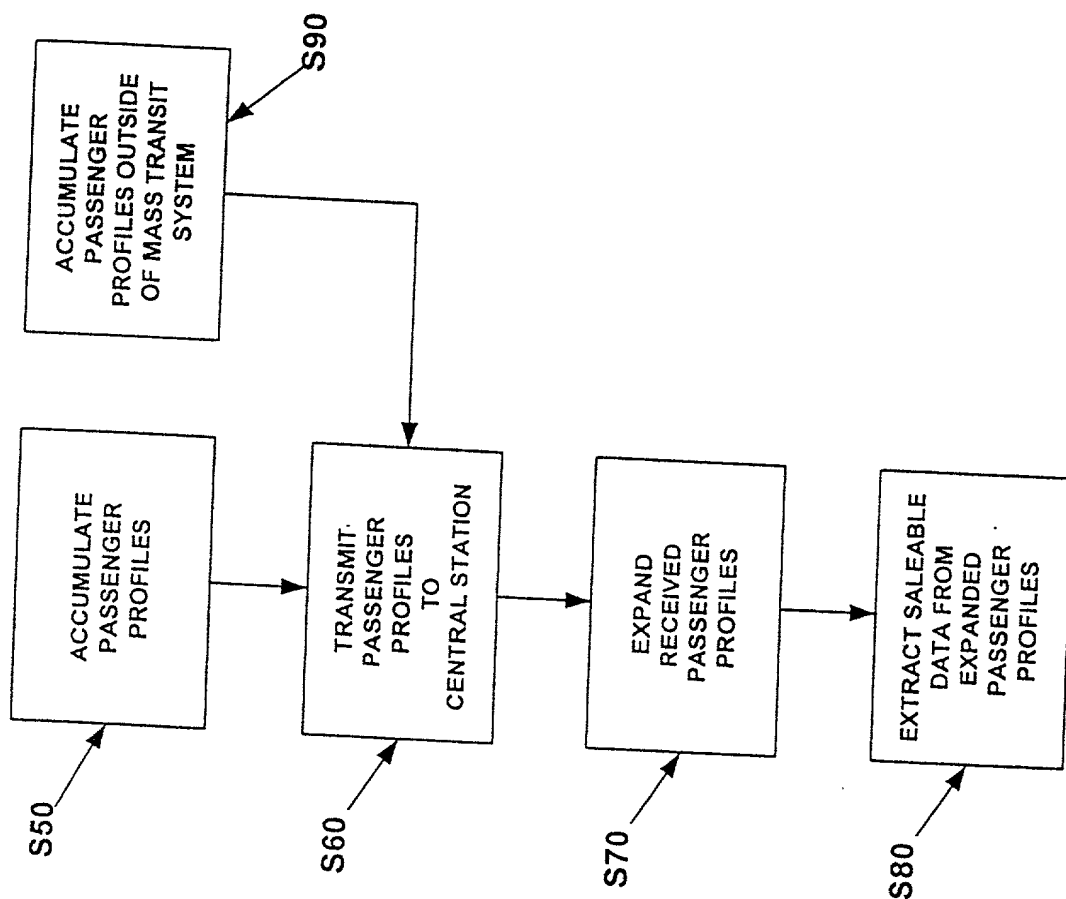 S50
ACCUMULATE
PASSENGER
PROFILES
S90
ACCUMULATE
PASSENGER
PROFILES OUTSIDE
OF MASS TRANSIT
SYSTEM
S60
TRANSMIT
PASSENGER
PROFILES
TO
CENTRAL STATION
S70
EXPAND
RECEIVED
PASSENGER
PROFILES
S80
EXTRACT SALEABLE
DATA FROM
EXPANDED
PASSENGER
PROFILES